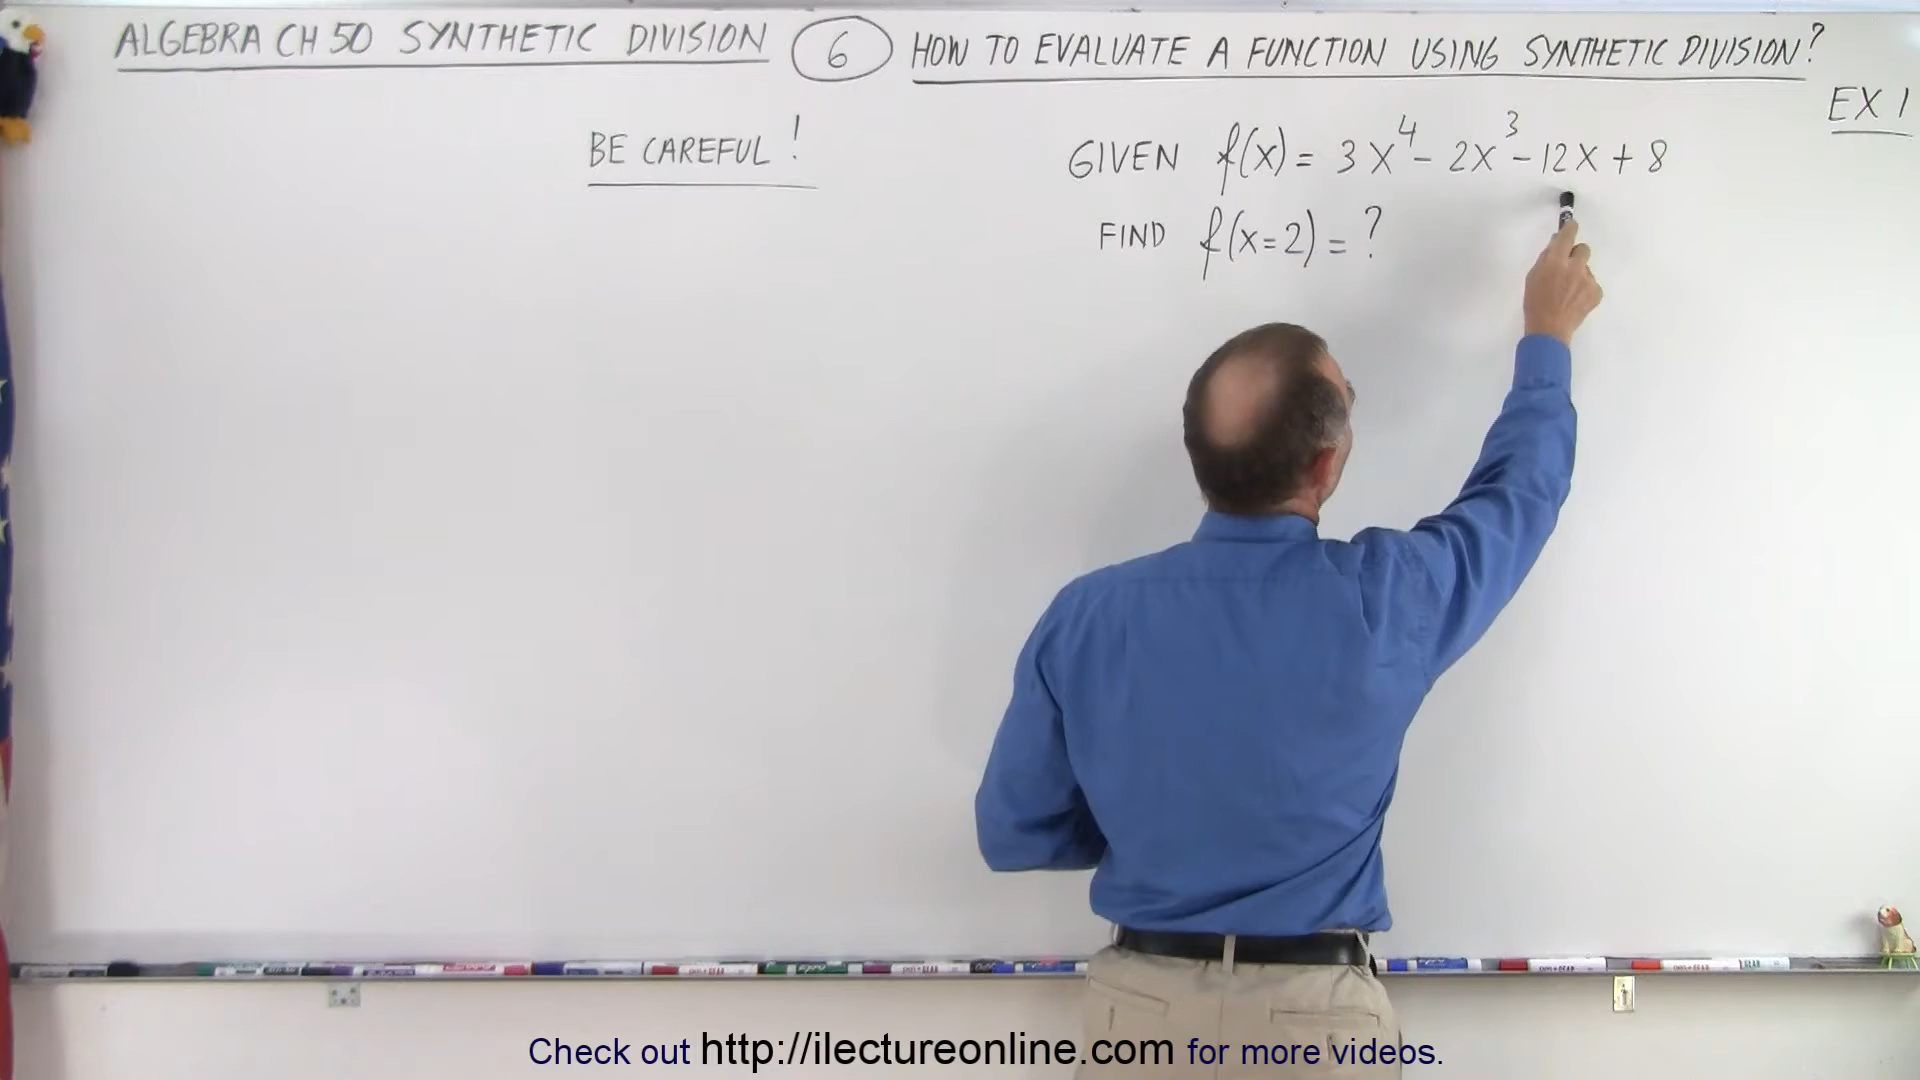 ALGEBRA CH 50 SYNTHETIC DIVISION 6 HOW TO EVALUATE A FUNCTION USING SYNTHETIC DIVISION?
EX 1
BE CAREFUL!
GIVEN f(x) = 3x⁴ - 2x³ - 12x + 8
FIND f(x=2) = ?
Check out http://ilectureonline.com for more videos.